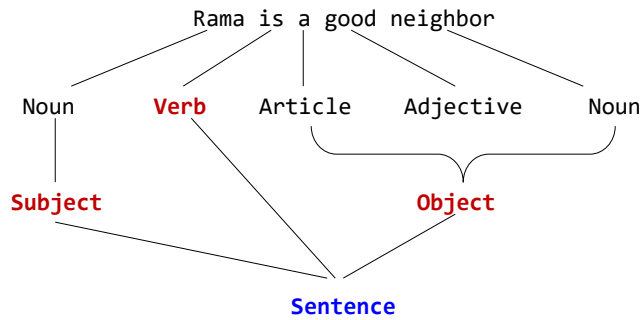 Rama is a good neighbor
Noun Verb Article Adjective Noun
Subject Object
Sentence